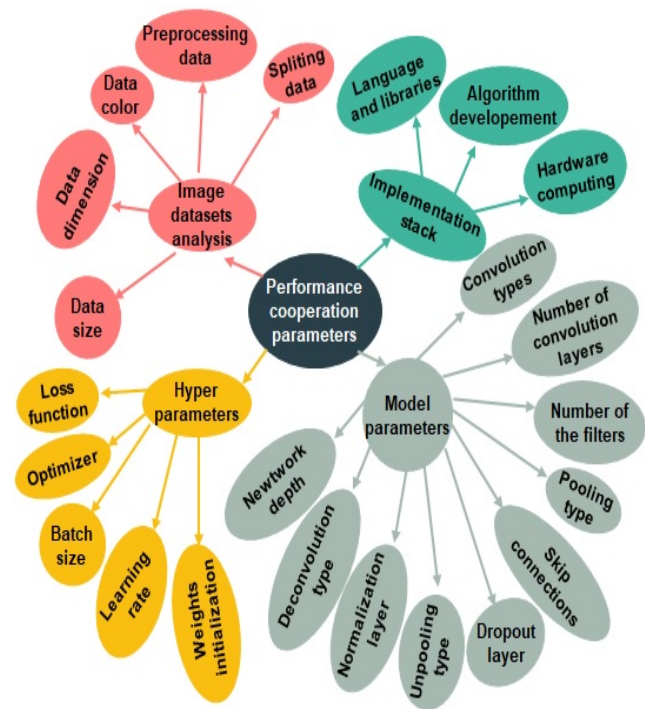 Preprocessing
data
Spliting
data
Data
color
Data
dimension
Image
datasets
analysis
Data
size
Language
and libraries
Algorithm
developement
Hardware
computing
Implementation
stack
Performance
cooperation
parameters
Convolution
types
Number of
convolution
layers
Number of
the filters
Pooling
type
Skip
connections
Dropout
layer
Unpooling
type
Normalization
layer
Deconvolution
type
Newtwork
depth
Model
parameters
Hyper
parameters
Loss
function
Optimizer
Batch
size
Learning
rate
Weights
initialization